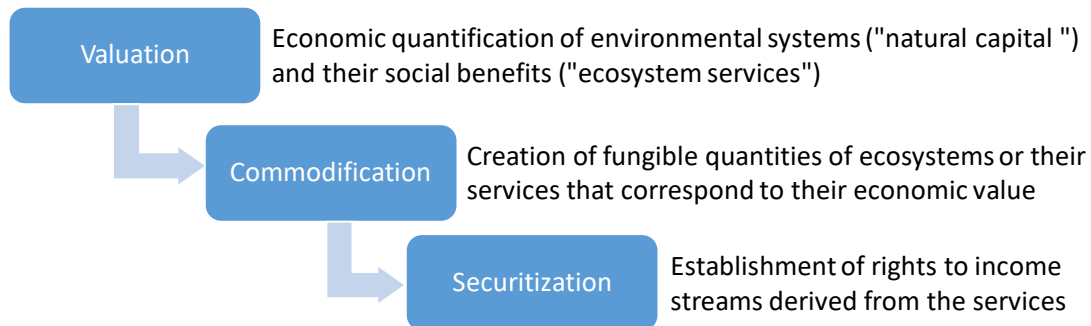 Valuation
Economic quantification of environmental systems ("natural capital ")
and their social benefits ("ecosystem services")
Commodification
Creation of fungible quantities of ecosystems or their
services that correspond to their economic value
Securitization
Establishment of rights to income
streams derived from the services